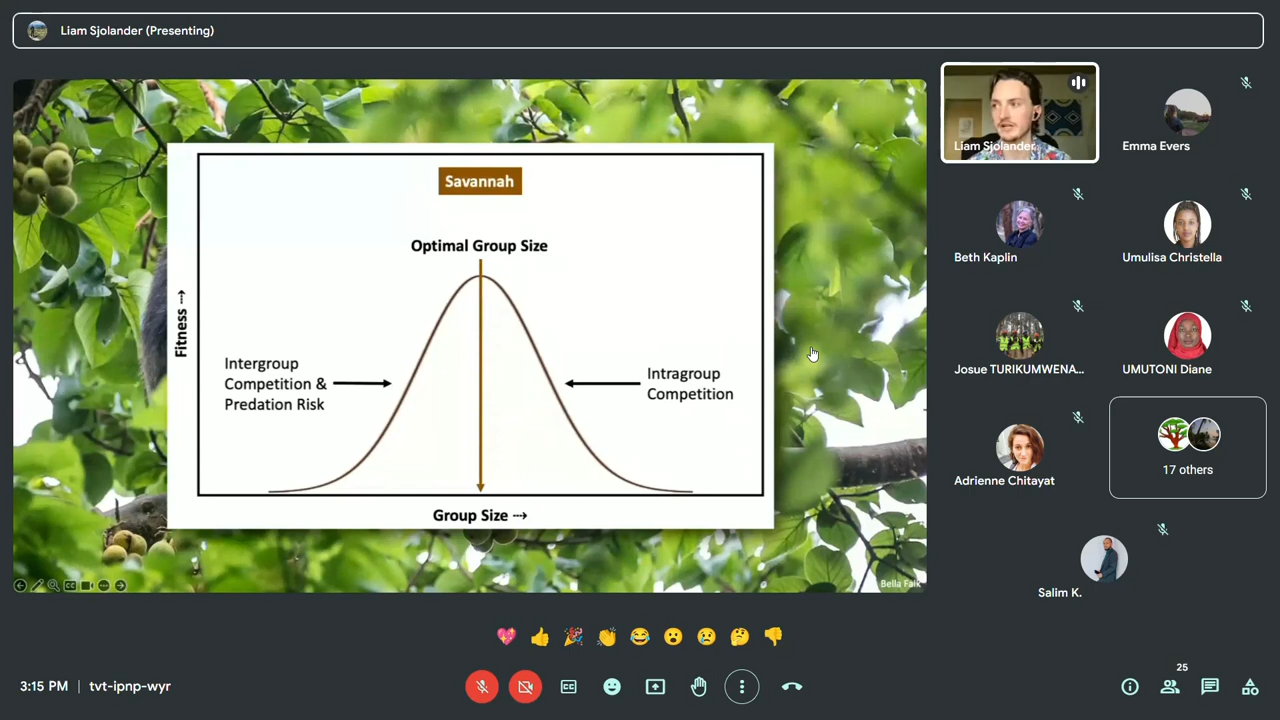 Liam Sjolander (Presenting)
Savannah
Optimal Group Size
Fitness ⇢
Intergroup
Competition &
Predation Risk
Intragroup
Competition
Group Size ⇢
Bella Falk
Liam Sjolander
Emma Evers
Beth Kaplin
Umulisa Christella
Josue TURIKUMWENA...
UMUTONI Diane
Adrienne Chitayat
17 others
Salim K.
3:15 PM | tvt-ipnp-wyr
25